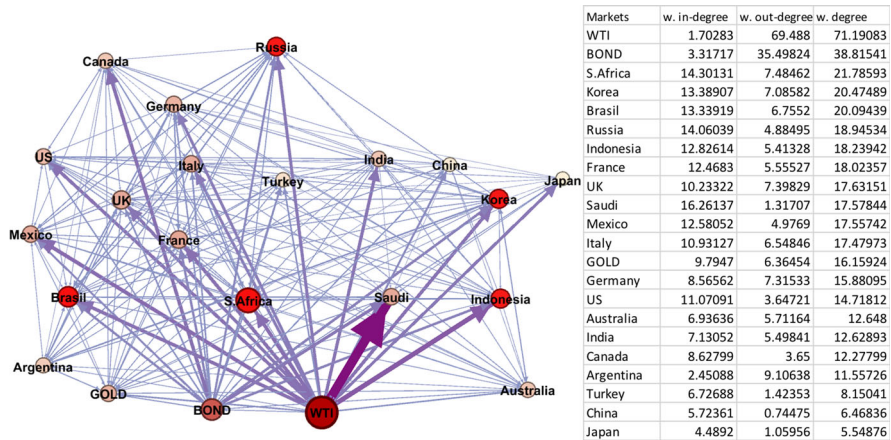 Russia
Canada
Germany
US
Italy
India
China
Turkey
Japan
UK
Korea
Mexico
France
Brasil
S.Africa
Saudi
Indonesia
Argentina
GOLD
BOND
WTI
Australia
Markets w. in-degree w. out-degree w. degree
WTI 1.70283 69.488 71.19083
BOND 3.31717 35.49824 38.81541
S.Africa 14.30131 7.48462 21.78593
Korea 13.38907 7.08582 20.47489
Brasil 13.33919 6.7552 20.09439
Russia 14.06039 4.88495 18.94534
Indonesia 12.82614 5.41328 18.23942
France 12.4683 5.55527 18.02357
UK 10.23322 7.39829 17.63151
Saudi 16.26137 1.31707 17.57844
Mexico 12.58052 4.9769 17.55742
Italy 10.93127 6.54846 17.47973
GOLD 9.7947 6.36454 16.15924
Germany 8.56562 7.31533 15.88095
US 11.07091 3.64721 14.71812
Australia 6.93636 5.71164 12.648
India 7.13052 5.49841 12.62893
Canada 8.62799 3.65 12.27799
Argentina 2.45088 9.10638 11.55726
Turkey 6.72688 1.42353 8.15041
China 5.72361 0.74475 6.46836
Japan 4.4892 1.05956 5.54876